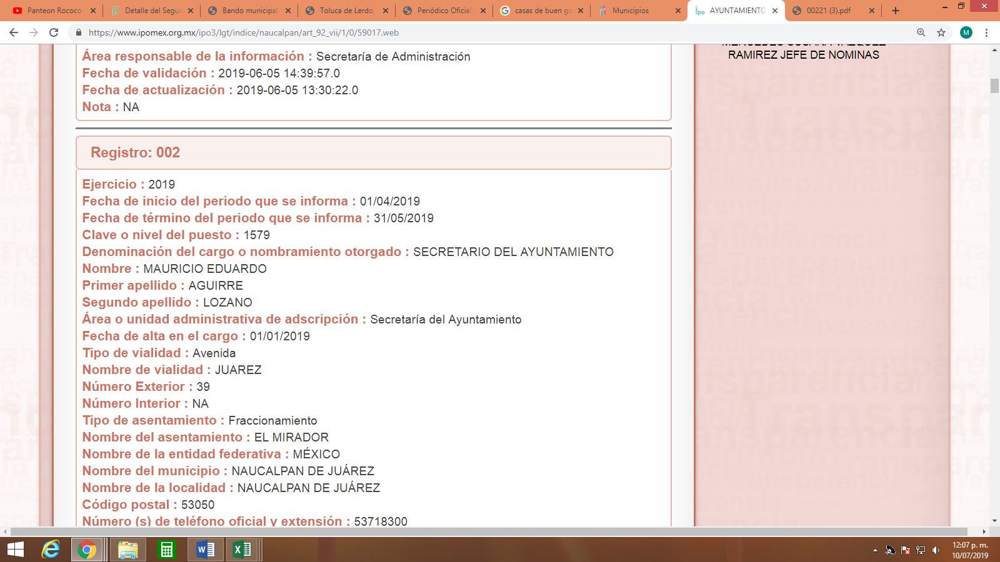 Panteon Rococo
Detalle del Segui
Bando municipal
Toluca de Lerdo,
Periódico Oficial
casas de buen go
Municipios
ipo AYUNTAMIENTO
00221 (3).pdf
https://www.ipomex.org.mx/ipo3/lgt/indice/naucalpan/art_92_vii/1/0/59017.web
M
RAMIREZ JEFE DE NOMINAS
Área responsable de la información : Secretaría de Administración
Fecha de validación : 2019-06-05 14:39:57.0
Fecha de actualización : 2019-06-05 13:30:22.0
Nota : NA
Registro: 002
Ejercicio : 2019
Fecha de inicio del periodo que se informa : 01/04/2019
Fecha de término del periodo que se informa : 31/05/2019
Clave o nivel del puesto : 1579
Denominación del cargo o nombramiento otorgado : SECRETARIO DEL AYUNTAMIENTO
Nombre : MAURICIO EDUARDO
Primer apellido : AGUIRRE
Segundo apellido : LOZANO
Área o unidad administrativa de adscripción : Secretaría del Ayuntamiento
Fecha de alta en el cargo : 01/01/2019
Tipo de vialidad : Avenida
Nombre de vialidad : JUAREZ
Número Exterior : 39
Número Interior : NA
Tipo de asentamiento : Fraccionamiento
Nombre del asentamiento : EL MIRADOR
Nombre de la entidad federativa : MÉXICO
Nombre del municipio : NAUCALPAN DE JUÁREZ
Nombre de la localidad : NAUCALPAN DE JUÁREZ
Código postal : 53050
Número (s) de teléfono oficial y extensión : 53718300
12:07 p. m.
10/07/2019